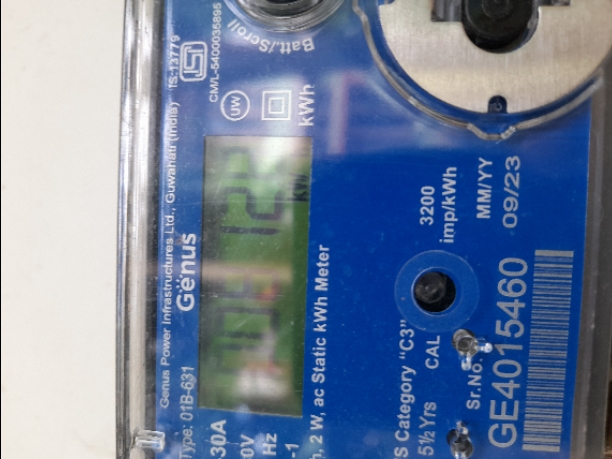 Batt./Scroll
IS:13779
CM/L-5400035895
UW
kWh
Genus Power Infrastructures Ltd., Guwahati (India)
Genus
Type: 01B-631
30A
Hz
2 W, ac Static kWh Meter
3200
imp/kWh
MM/YY
09/23
S Category "C3"
5½ Yrs
CAL
Sr.No.
GE4015460